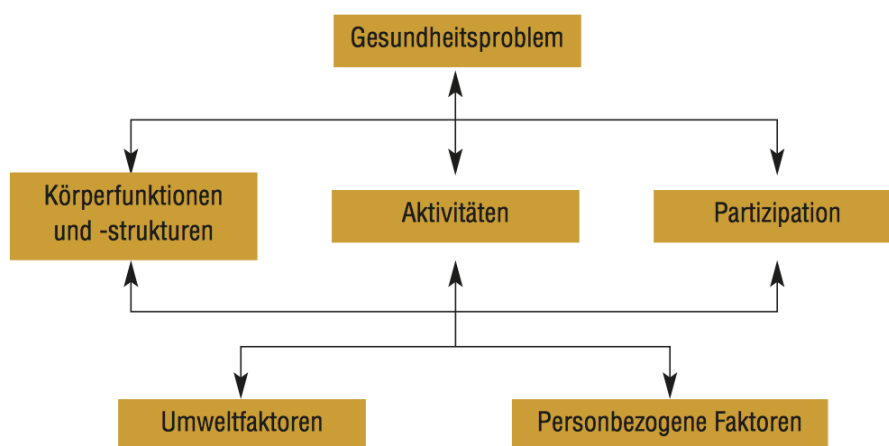 Gesundheitsproblem
Körperfunktionen
und -strukturen
Aktivitäten
Partizipation
Umweltfaktoren
Personbezogene Faktoren